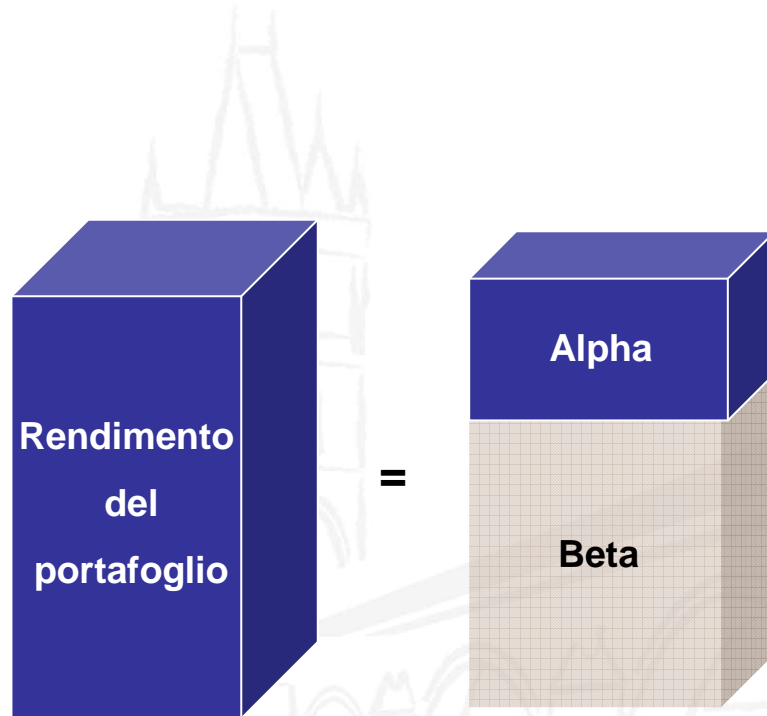 Rendimento
del
portafoglio
=
Alpha
Beta